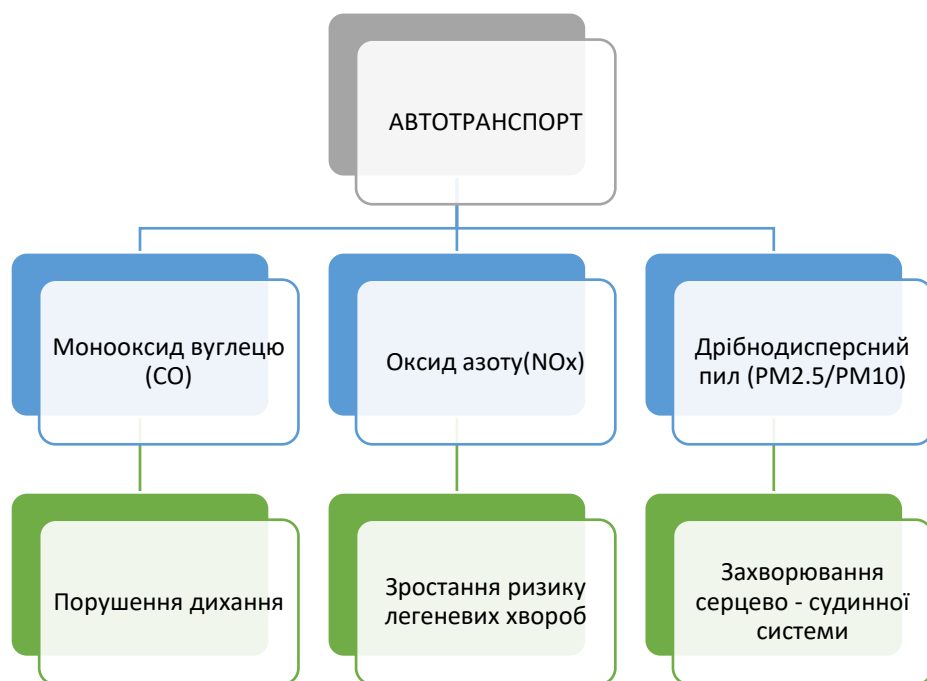 АВТОТРАНСПОРТ
Монооксид вуглецю
(CO)
Оксид азоту(NOx)
Дрібнодисперсний
пил (PM2.5/PM10)
Порушення дихання
Зростання ризику
легеневих хвороб
Захворювання
серцево - судинної
системи